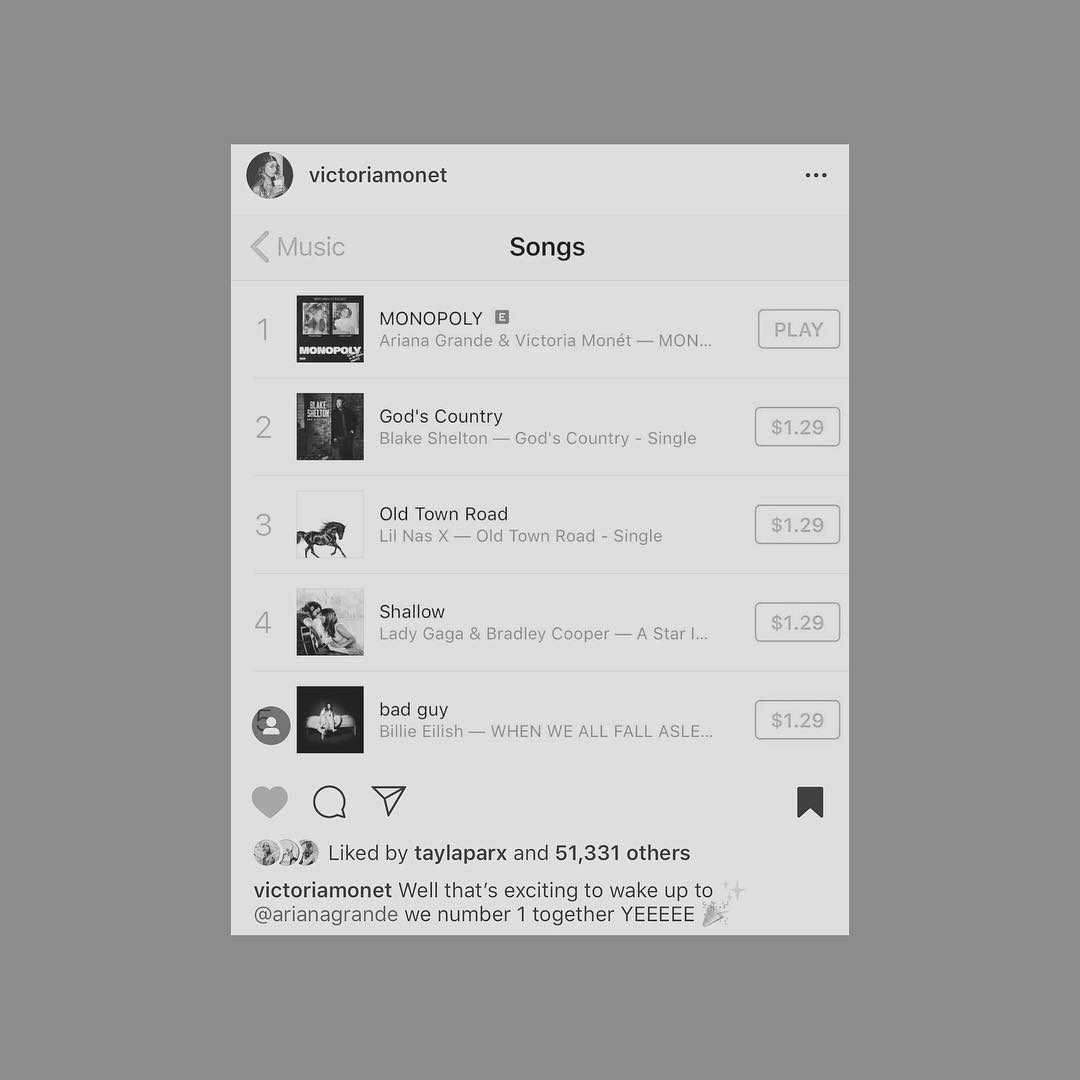 victoriamonet
Music
Songs
1
MONOPOLY E
Ariana Grande & Victoria Monét — MON...
PLAY
MONOPOLY
2
God's Country
Blake Shelton — God's Country - Single
$1.29
BLAKE
SHELTON
3
Old Town Road
Lil Nas X — Old Town Road - Single
$1.29
4
Shallow
Lady Gaga & Bradley Cooper — A Star I...
$1.29
5
bad guy
Billie Eilish — WHEN WE ALL FALL ASLE...
$1.29
Liked by taylaparx and 51,331 others
victoriamonet Well that’s exciting to wake up to ✨
@arianagrande we number 1 together YEEEEE 🎉